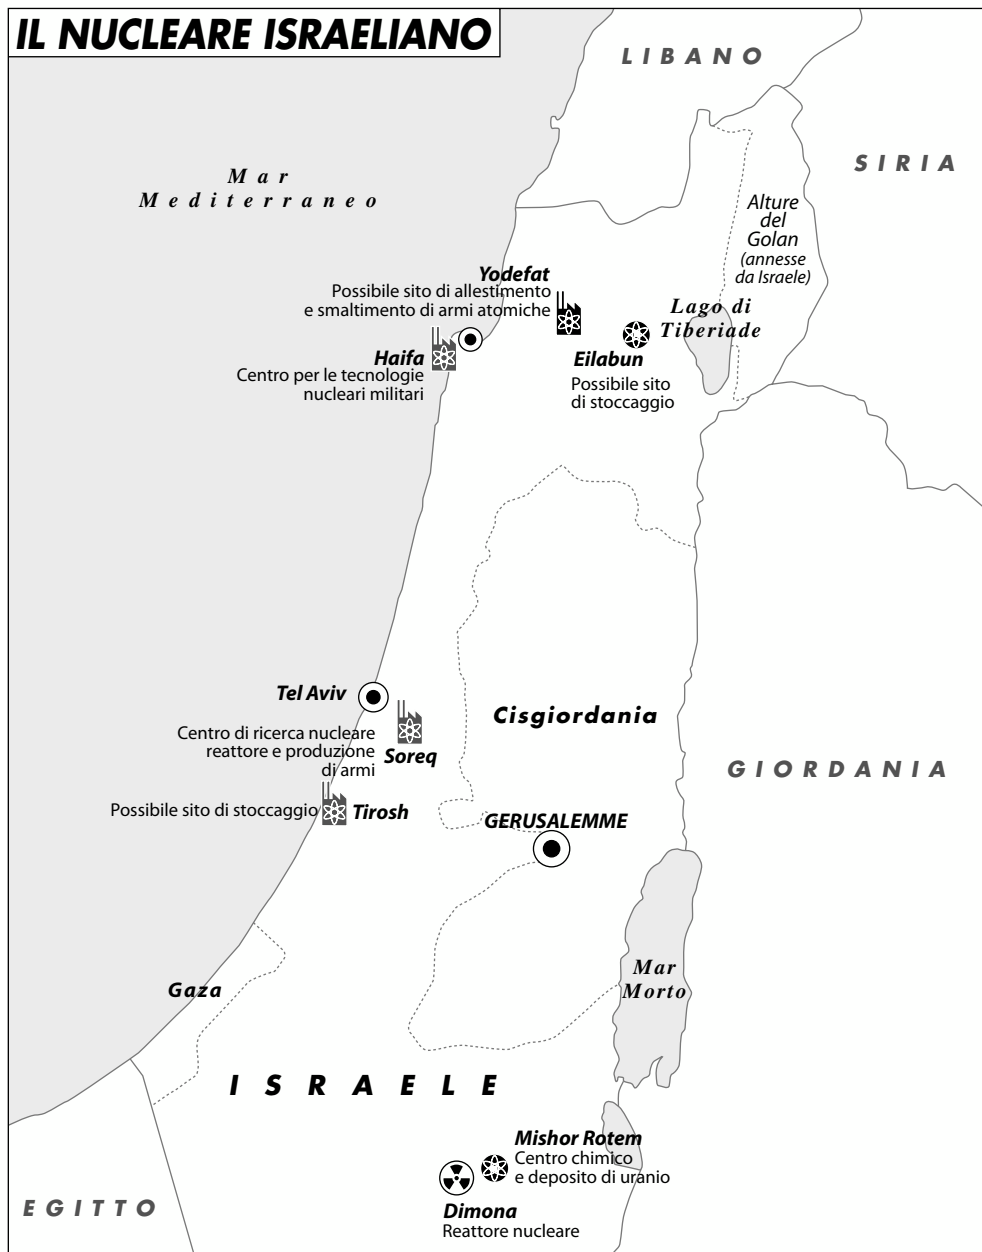 IL NUCLEARE ISRAELIANO
LIBANO
SIRIA
Mar
Mediterraneo
Alture
del
Golan
(annesse
da Israele)
Yodefat
Possibile sito di allestimento
e smaltimento di armi atomiche
Lago di
Tiberiade
Haifa
Centro per le tecnologie
nucleari militari
Eilabun
Possibile sito
di stoccaggio
Tel Aviv
Cisgiordania
Centro di ricerca nucleare
reattore e produzione
di armi
Soreq
GIORDANIA
Possibile sito di stoccaggio
Tirosh
GERUSALEMME
Mar
Morto
Gaza
ISRAELE
Mishor Rotem
Centro chimico
e deposito di uranio
EGITTO
Dimona
Reattore nucleare